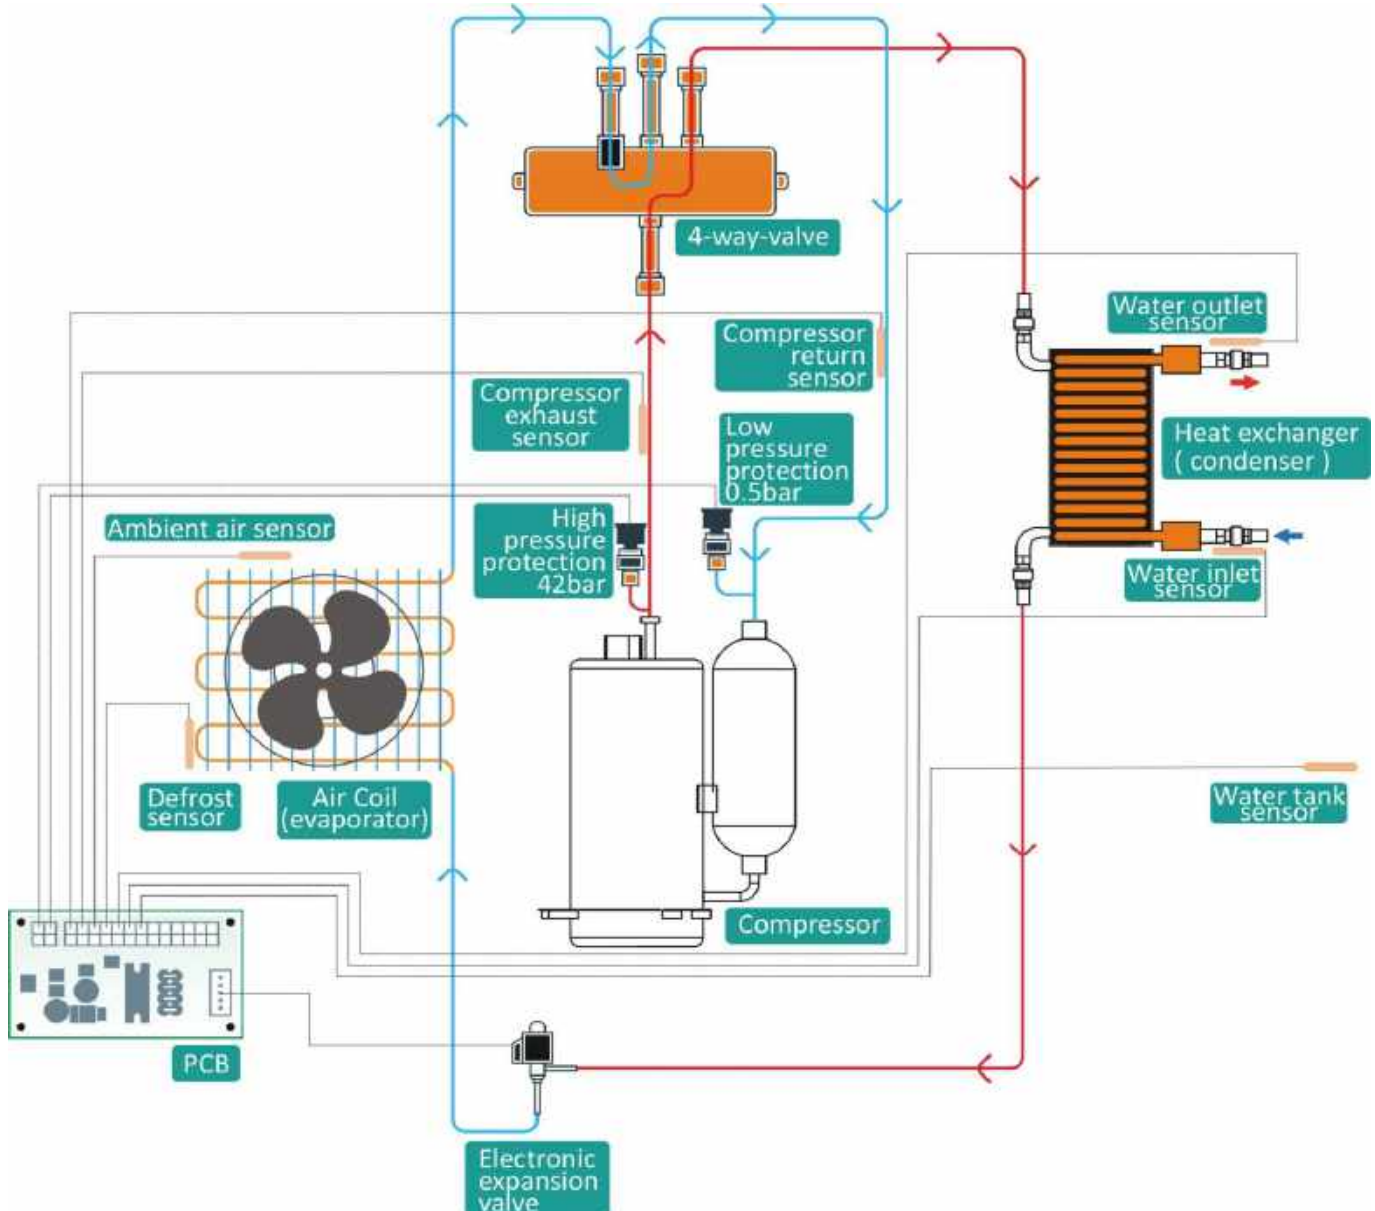 4-way-valve
Water outlet
sensor
Compressor
return
sensor
Compressor
exhaust
sensor
Low
pressure
protection
0.5bar
Heat exchanger
( condenser )
High
pressure
protection
42bar
Ambient air sensor
Water inlet
sensor
Defrost
sensor
Air Coil
(evaporator)
Water tank
sensor
Compressor
PCB
Electronic
expansion
valve